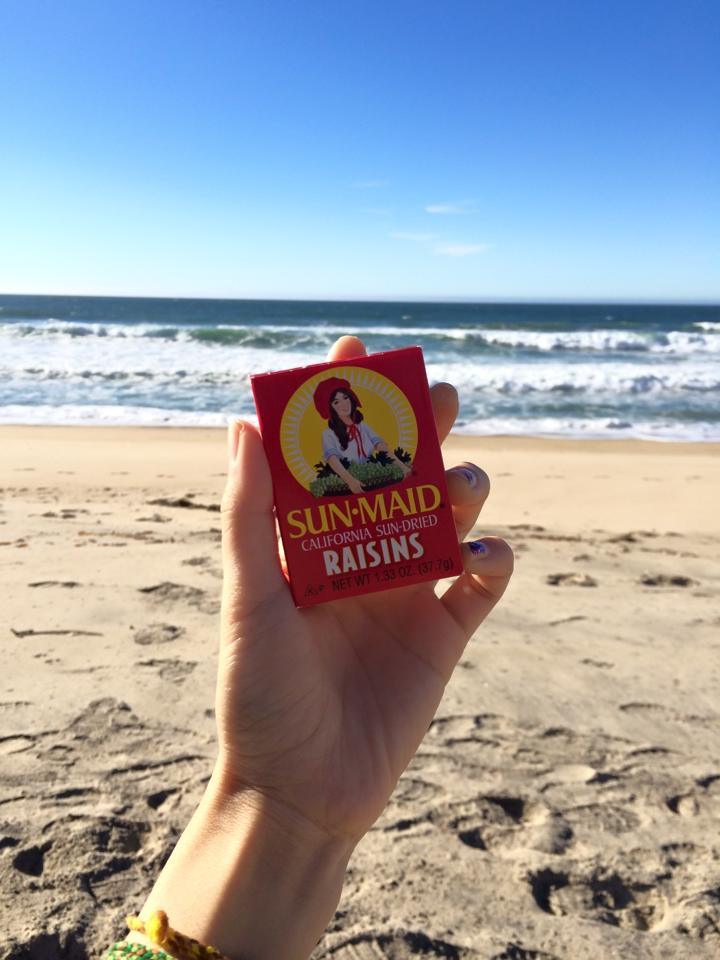 SUN•MAID
CALIFORNIA SUN-DRIED
RAISINS
NET WT 1.33 OZ. (37.7g)